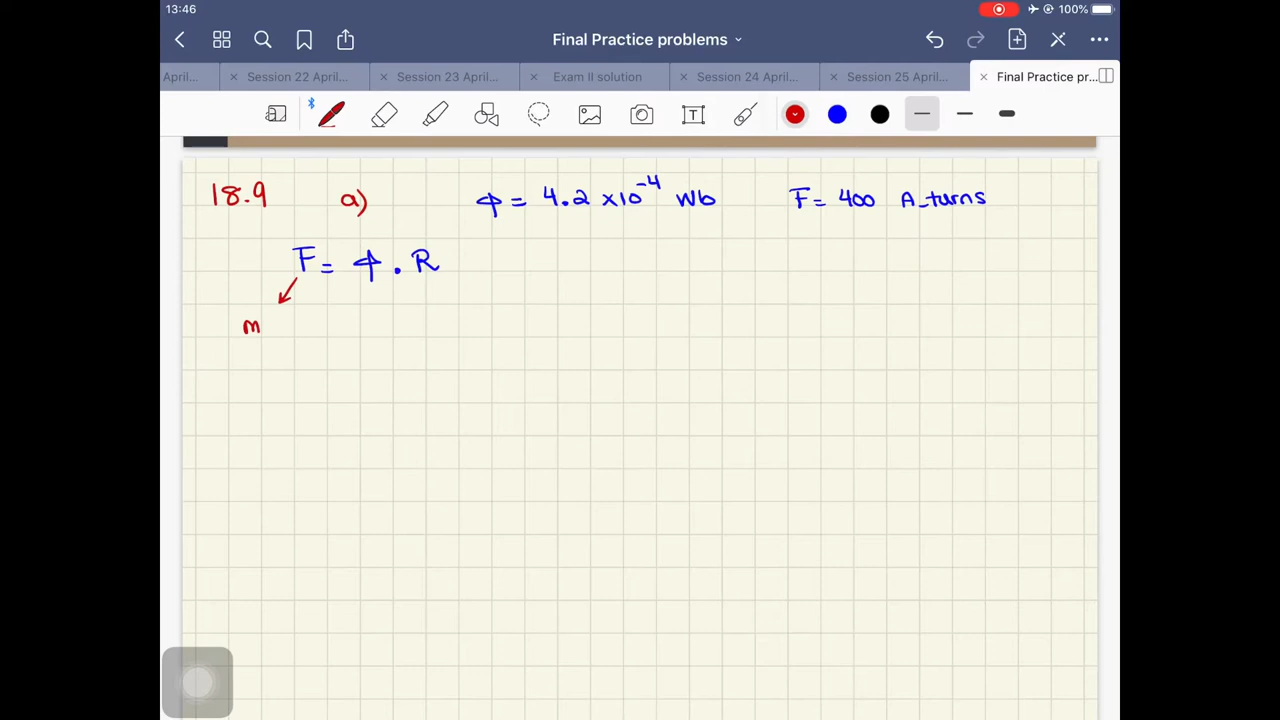 13:46
100%
Final Practice problems
April...
Session 22 April...
Session 23 April...
Exam II solution
Session 24 April...
Session 25 April...
Final Practice pr...
T
18.9 a) ϕ = 4.2 x10⁻⁴ Wb F = 400 A_turns
F = ϕ . R
m